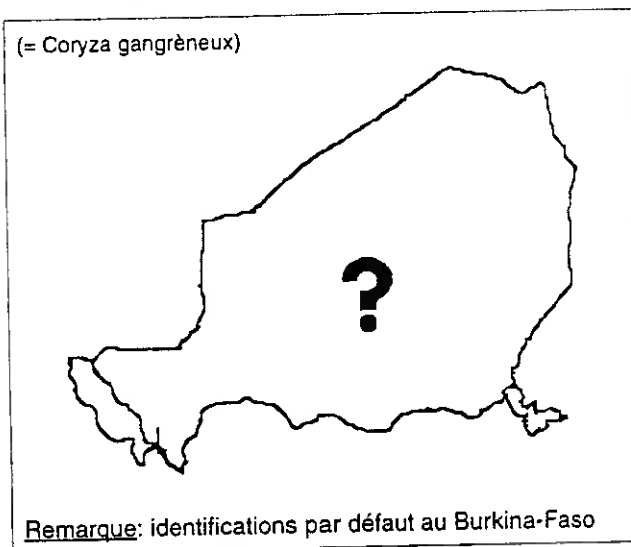 (= Coryza gangrèneux)
?
Remarque: identifications par défaut au Burkina-Faso